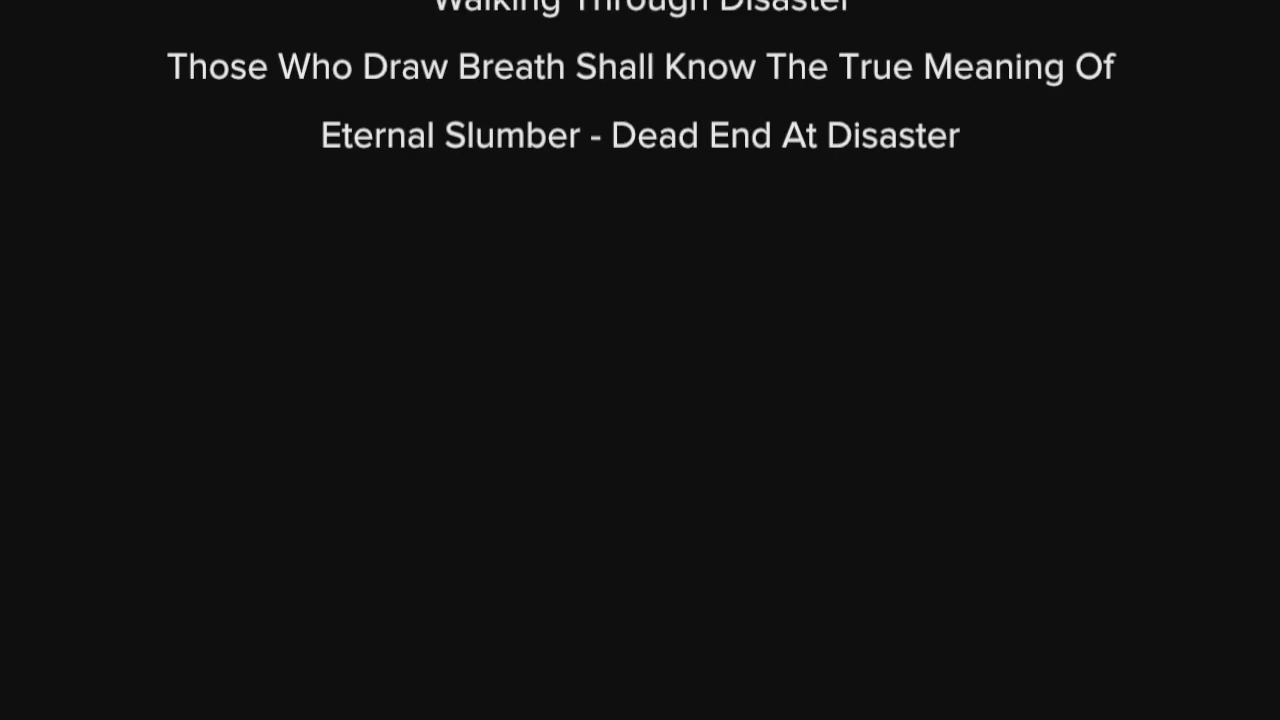 Walking Through Disaster
Those Who Draw Breath Shall Know The True Meaning Of
Eternal Slumber - Dead End At Disaster